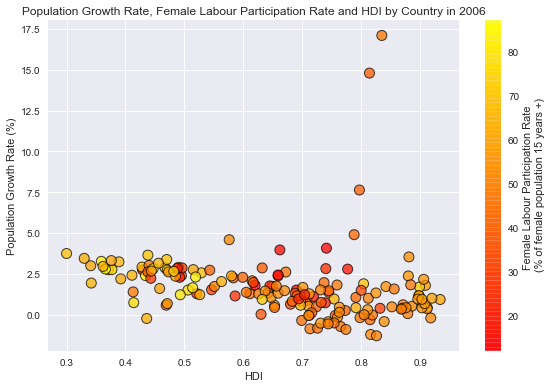 Population Growth Rate, Female Labour Participation Rate and HDI by Country in 2006
17.5
15.0
12.5
10.0
7.5
5.0
2.5
0.0
Population Growth Rate (%)
0.3 0.4 0.5 0.6 0.7 0.8 0.9
HDI
80
70
60
50
40
30
20
Female Labour Participation Rate
(% of female population 15 years +)